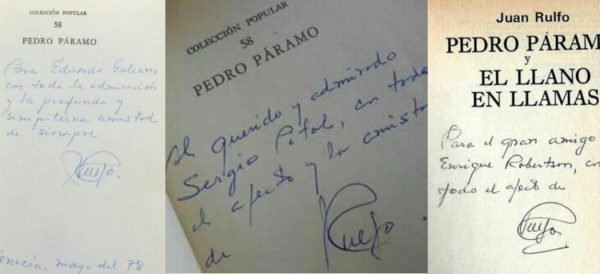 COLECCIÓN POPULAR
58
PEDRO PÁRAMO
Para Eduardo Galeano
con toda la admiración
y la profunda y
sempiterna amistad
de siempre
Rulfo.
Venecia, mayo del 78
COLECCIÓN POPULAR
58
PEDRO PÁRAMO
Al querido y admirado
Sergio Pitol, con todo
el afecto y la amista
de
Rulfo.
Juan Rulfo
PEDRO PÁRAM
y
EL LLANO
EN LLAMAS
Para el gran amigo
Enrique Robertson, con
todo el afecto de
Rulfo.